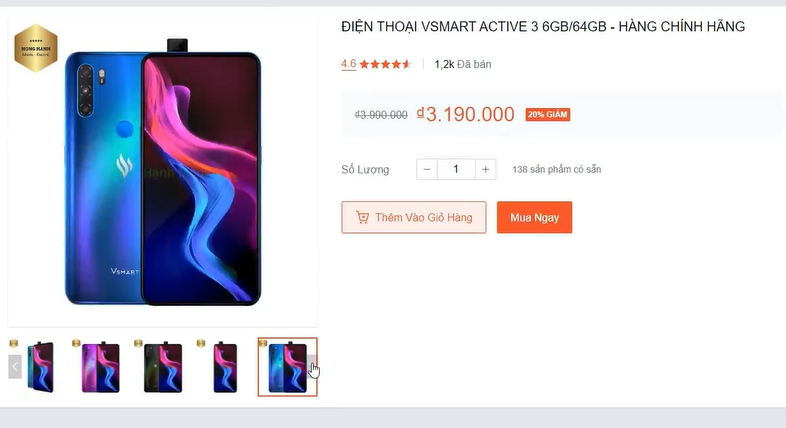 ĐIỆN THOẠI VSMART ACTIVE 3 6GB/64GB - HÀNG CHÍNH HÃNG
4.6
1,2k Đã bán
₫3.990.000 ₫3.190.000 20% GIẢM
Số Lượng − 1 + 138 sản phẩm có sẵn
Thêm Vào Giỏ Hàng Mua Ngay
HONG HANH
VSMART